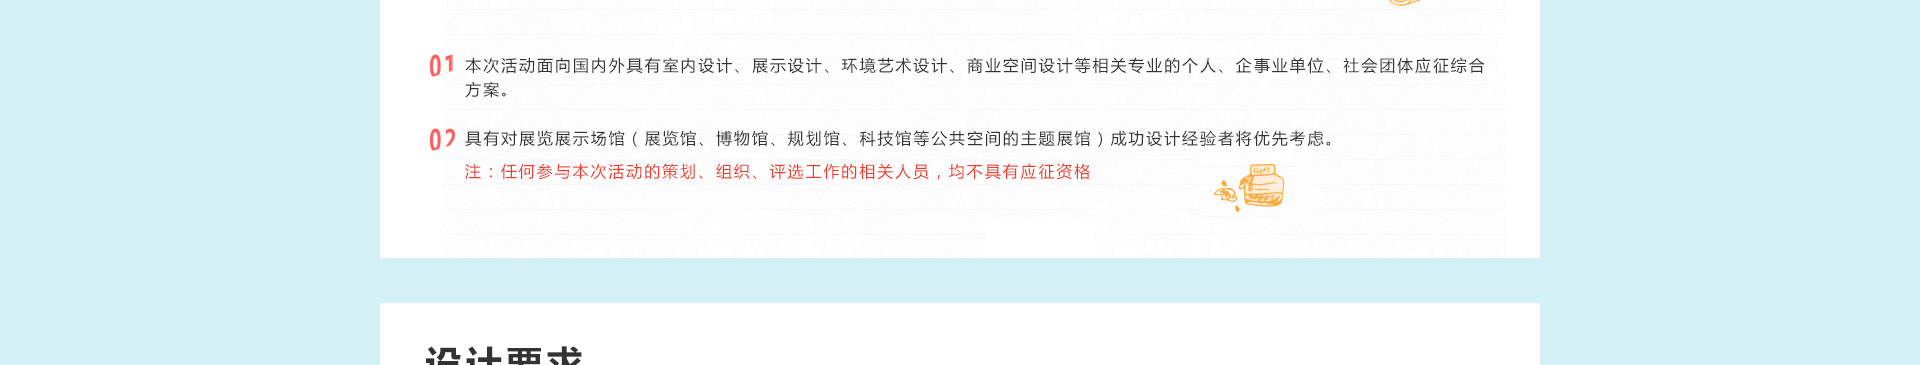 01 本次活动面向国内外具有室内设计、展示设计、环境艺术设计、商业空间设计等相关专业的个人、企事业单位、社会团体应征综合
方案。
02 具有对展览展示场馆（展览馆、博物馆、规划馆、科技馆等公共空间的主题展馆）成功设计经验者将优先考虑。
注：任何参与本次活动的策划、组织、评选工作的相关人员，均不具有应征资格
设计要求